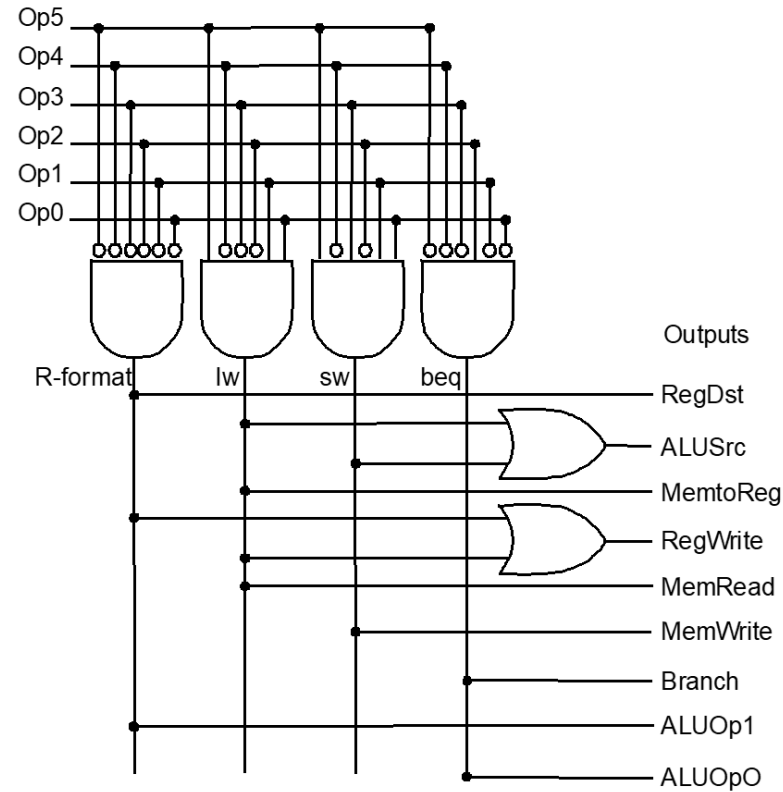 Op5
Op4
Op3
Op2
Op1
Op0
Outputs
R-format
lw
sw
beq
RegDst
ALUSrc
MemtoReg
RegWrite
MemRead
MemWrite
Branch
ALUOp1
ALUOpO